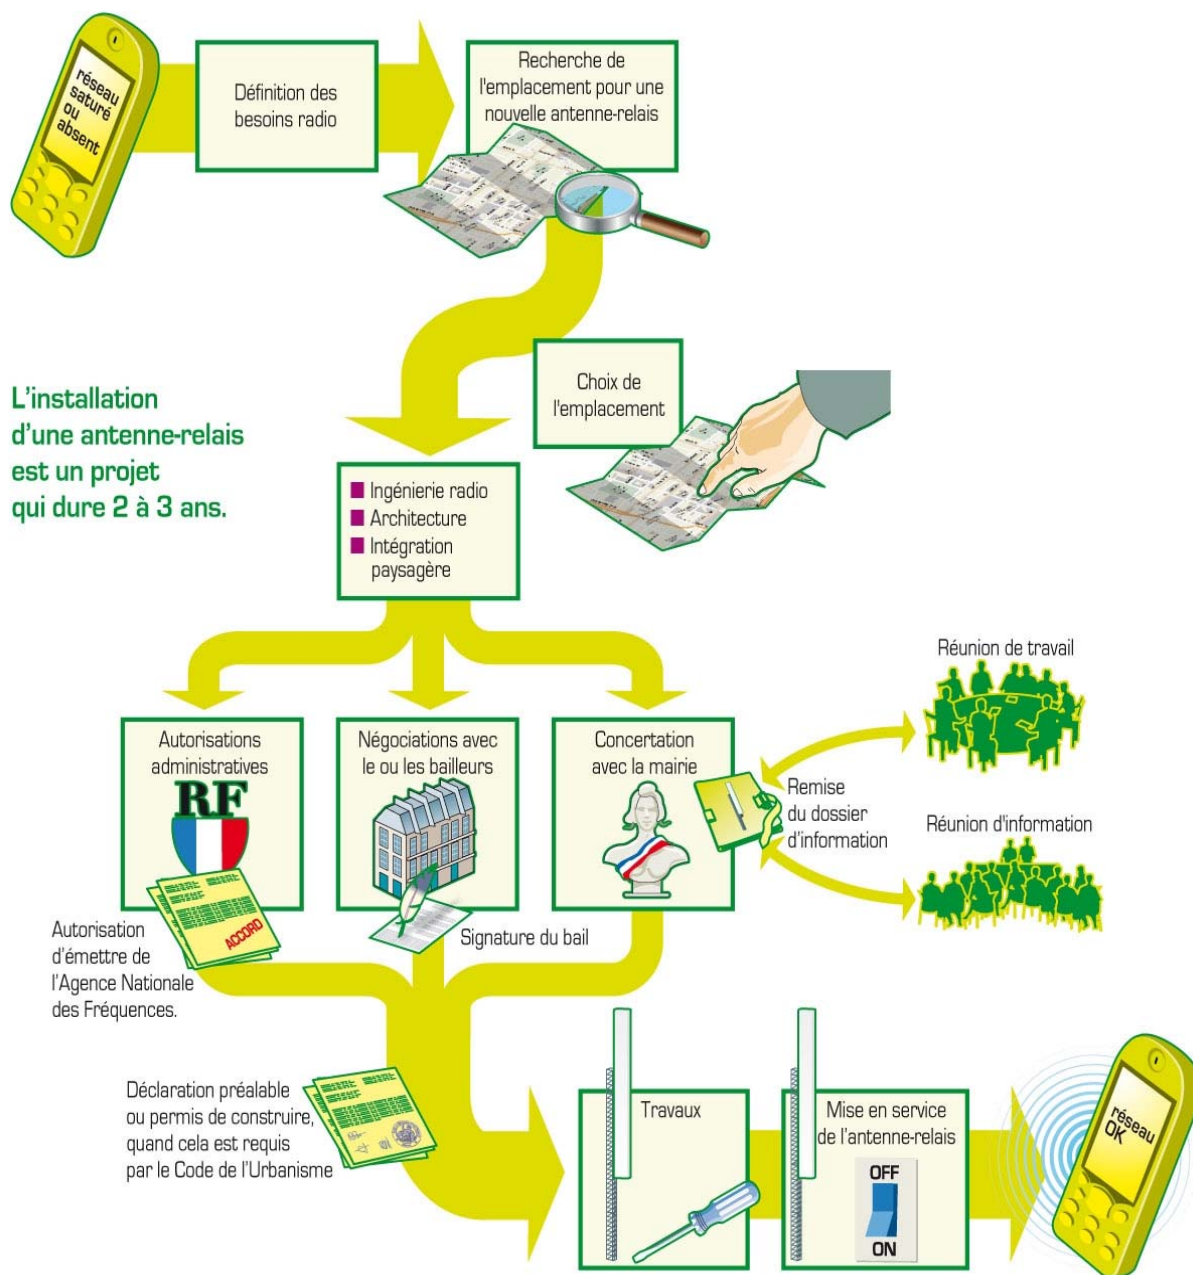 réseau
saturé
ou
absent
Définition des
besoins radio
Recherche de
l'emplacement pour une
nouvelle antenne-relais
Choix de
l'emplacement
L'installation
d'une antenne-relais
est un projet
qui dure 2 à 3 ans.
Ingénierie radio
Architecture
Intégration
paysagère
Autorisations
administratives
RF
ACCORD
Autorisation
d'émettre de
l'Agence Nationale
des Fréquences.
Négociations avec
le ou les bailleurs
Signature du bail
Concertation
avec la mairie
Remise
du dossier
d'information
Réunion de travail
Réunion d'information
Déclaration préalable
ou permis de construire,
quand cela est requis
par le Code de l'Urbanisme
Travaux
Mise en service
de l'antenne-relais
OFF
ON
réseau
OK